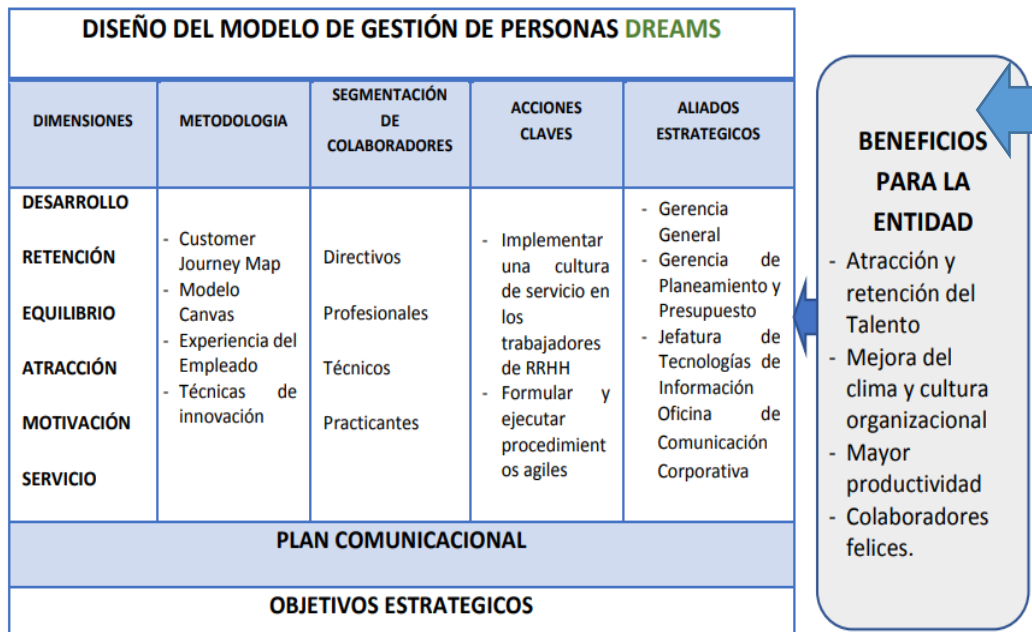 DISEÑO DEL MODELO DE GESTIÓN DE PERSONAS DREAMS
DIMENSIONES
METODOLOGIA
SEGMENTACIÓN
DE
COLABORADORES
ACCIONES
CLAVES
ALIADOS
ESTRATEGICOS
DESARROLLO
RETENCIÓN
EQUILIBRIO
ATRACCIÓN
MOTIVACIÓN
SERVICIO
- Customer
Journey Map
- Modelo
Canvas
- Experiencia del
Empleado
- Técnicas de
innovación
Directivos
Profesionales
Técnicos
Practicantes
- Implementar
una cultura
de servicio en
los
trabajadores
de RRHH
- Formular y
ejecutar
procedimient
os agiles
- Gerencia
General
- Gerencia de
Planeamiento y
Presupuesto
- Jefatura de
Tecnologías de
Información
Oficina de
Comunicación
Corporativa
PLAN COMUNICACIONAL
OBJETIVOS ESTRATEGICOS
BENEFICIOS
PARA LA
ENTIDAD
- Atracción y
retención del
Talento
- Mejora del
clima y cultura
organizacional
- Mayor
productividad
- Colaboradores
felices.